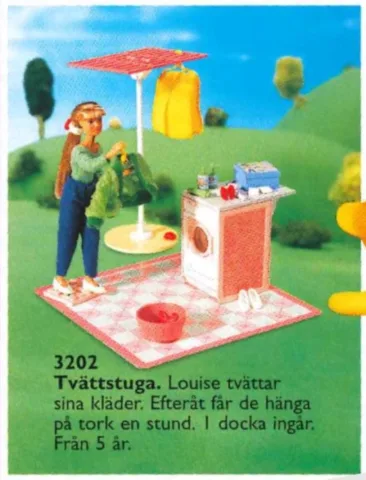 3202
Tvättstuga. Louise tvättar
sina kläder. Efteråt får de hänga
på tork en stund. 1 docka ingår.
Från 5 år.